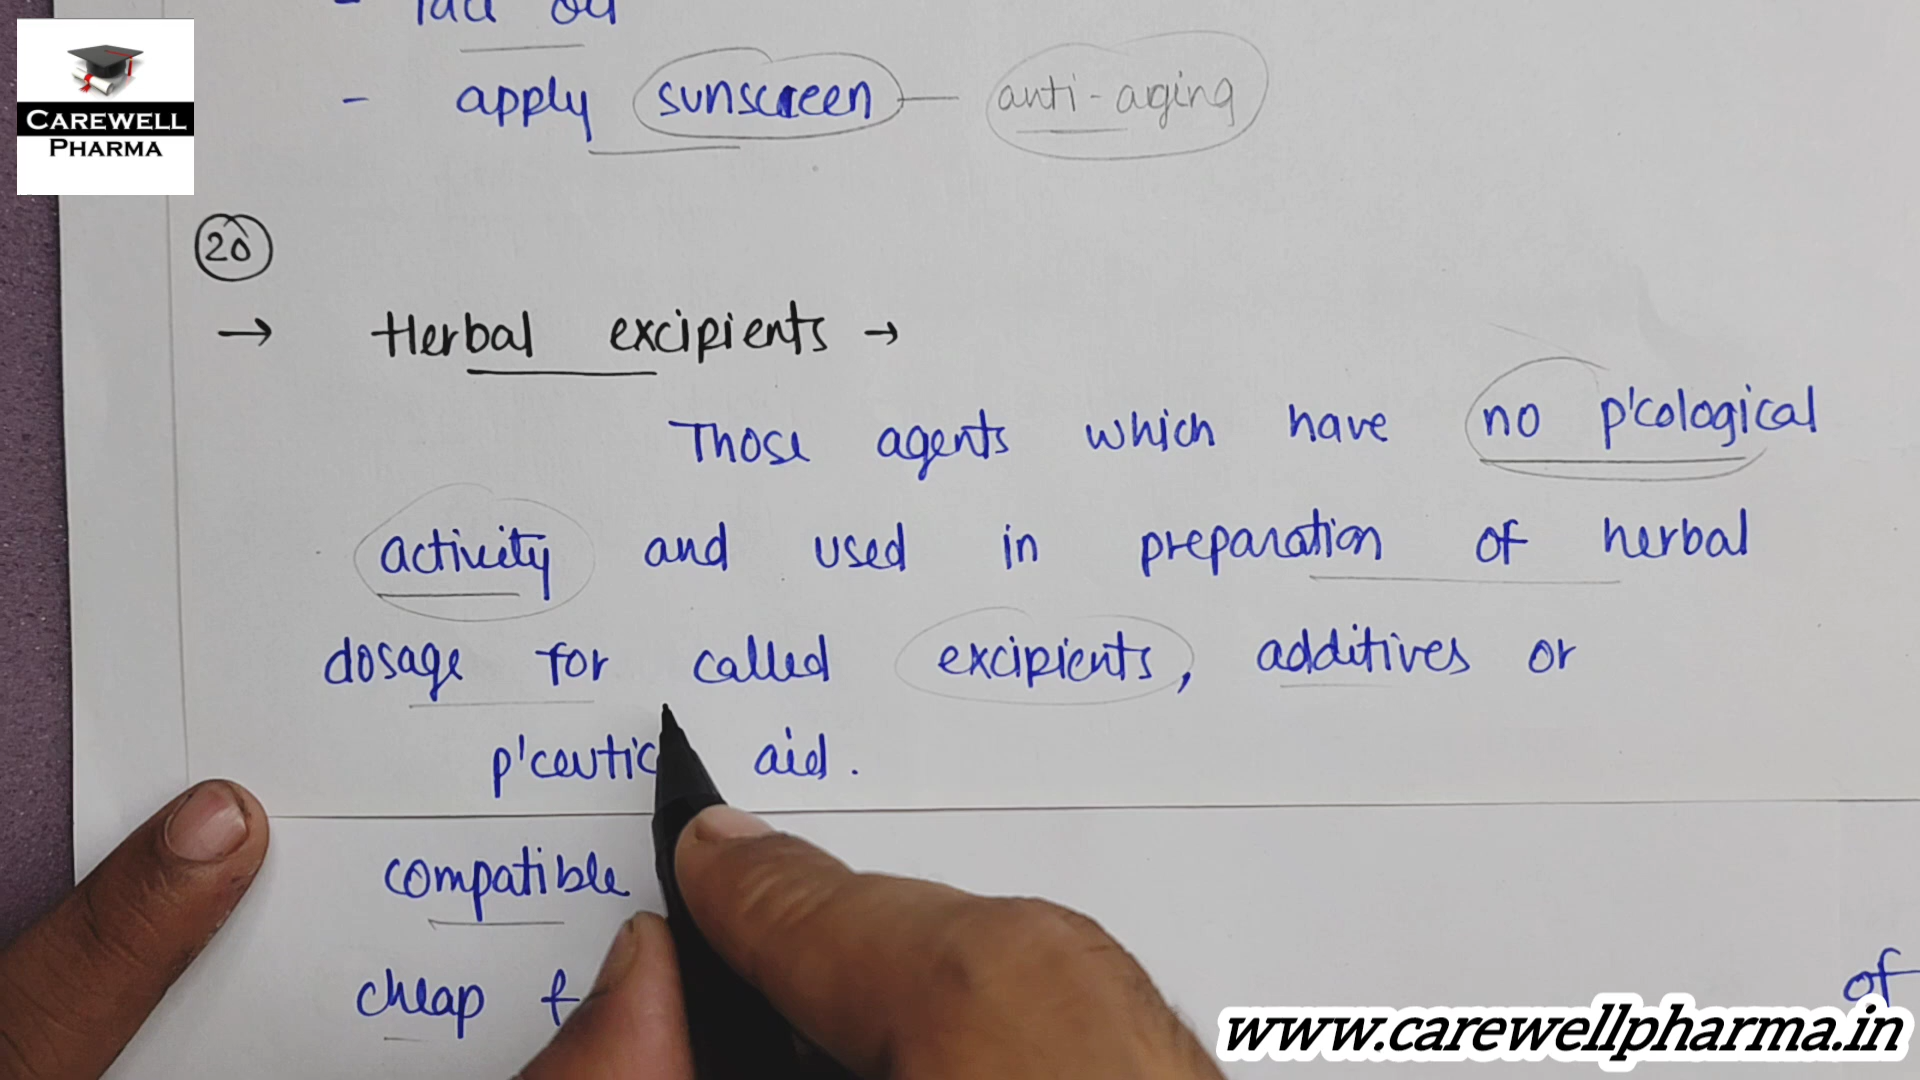 CAREWELL
PHARMA
- apply sunscreen — anti-aging
20
→ Herbal excipients →
Those agents which have no p'cological
activity and used in preparation of herbal
dosage for called excipients, additives or
aid.
compatible
cheap
of
www.carewellpharma.in